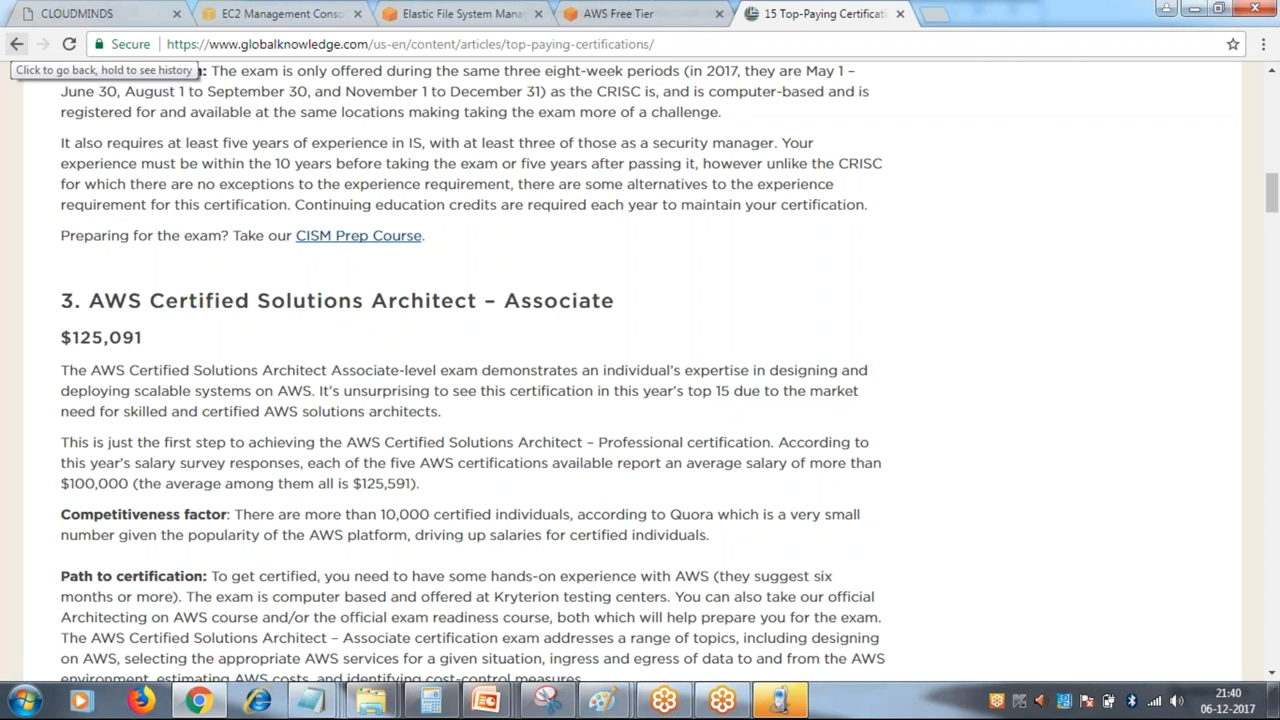 CLOUDMINDS
EC2 Management Conso
Elastic File System Mana
AWS Free Tier
15 Top-Paying Certificati
Secure
https://www.globalknowledge.com/us-en/content/articles/top-paying-certifications/
Click to go back, hold to see history
n: The exam is only offered during the same three eight-week periods (in 2017, they are May 1 –
June 30, August 1 to September 30, and November 1 to December 31) as the CRISC is, and is computer-based and is
registered for and available at the same locations making taking the exam more of a challenge.
It also requires at least five years of experience in IS, with at least three of those as a security manager. Your
experience must be within the 10 years before taking the exam or five years after passing it, however unlike the CRISC
for which there are no exceptions to the experience requirement, there are some alternatives to the experience
requirement for this certification. Continuing education credits are required each year to maintain your certification.
Preparing for the exam? Take our CISM Prep Course.
3. AWS Certified Solutions Architect – Associate
$125,091
The AWS Certified Solutions Architect Associate-level exam demonstrates an individual's expertise in designing and
deploying scalable systems on AWS. It's unsurprising to see this certification in this year's top 15 due to the market
need for skilled and certified AWS solutions architects.
This is just the first step to achieving the AWS Certified Solutions Architect – Professional certification. According to
this year's salary survey responses, each of the five AWS certifications available report an average salary of more than
$100,000 (the average among them all is $125,591).
Competitiveness factor: There are more than 10,000 certified individuals, according to Quora which is a very small
number given the popularity of the AWS platform, driving up salaries for certified individuals.
Path to certification: To get certified, you need to have some hands-on experience with AWS (they suggest six
months or more). The exam is computer based and offered at Kryterion testing centers. You can also take our official
Architecting on AWS course and/or the official exam readiness course, both which will help prepare you for the exam.
The AWS Certified Solutions Architect – Associate certification exam addresses a range of topics, including designing
on AWS, selecting the appropriate AWS services for a given situation, ingress and egress of data to and from the AWS
environment, estimating AWS costs, and identifying cost-control measures.
21:40
06-12-2017